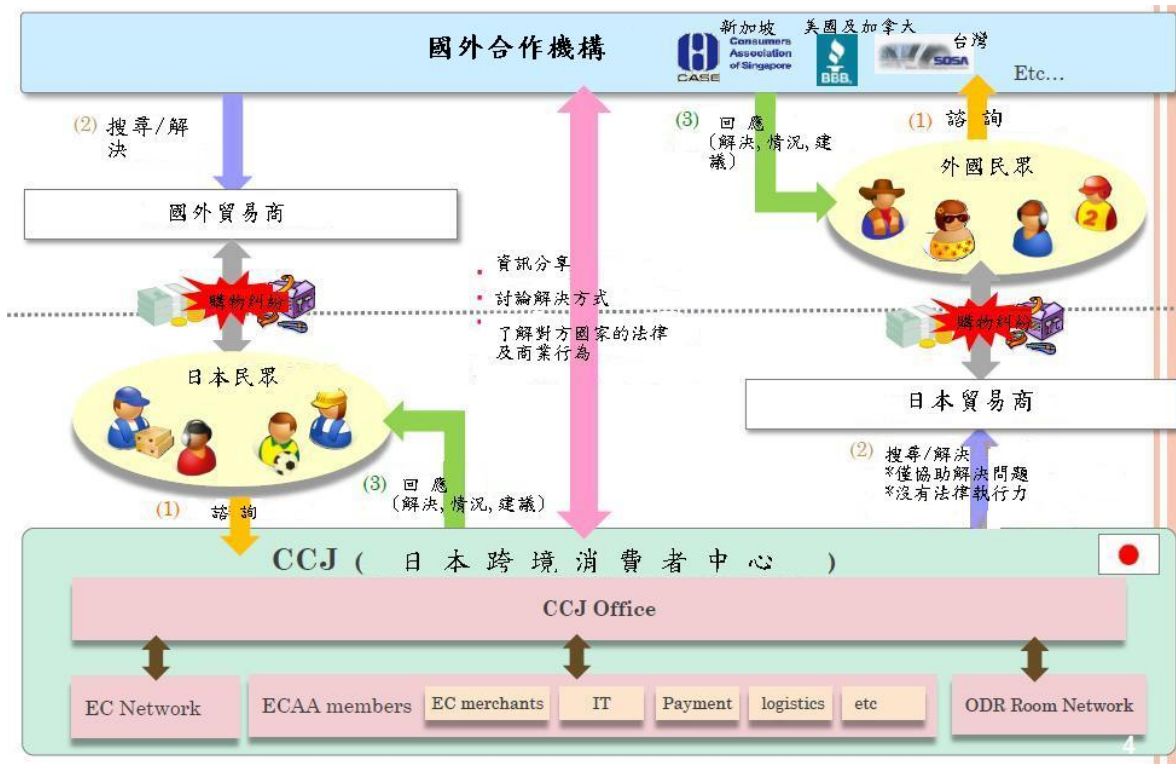 國外合作機構
新加坡
美國及加拿大
台灣
CASE
Consumers
Association
of Singapore
BBB.
SOSA
Etc...
(2) 搜尋/解
決
(3) 回應
(解決,情況,建
議)
(1) 諮詢
外國民眾
2
國外貿易商
購物糾紛
• 資訊分享
• 討論解決方式
• 了解對方國家的法律
及商業行為
購物糾紛
日本民眾
日本貿易商
(2) 搜尋/解決
*僅協助解決問題
*沒有法律執行力
(3) 回應
(解決,情況,建議)
(1) 諮詢
CCJ ( 日本跨境消費者中心 )
CCJ Office
EC Network
ECAA members
EC merchants
IT
Payment
logistics
etc
ODR Room Network
4